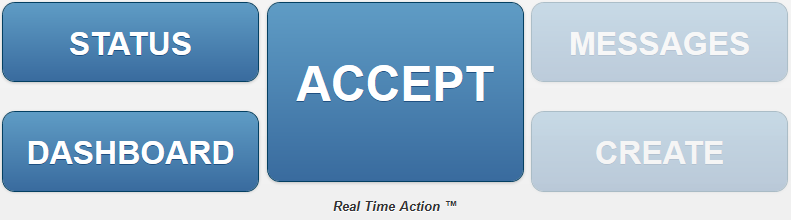 STATUS
ACCEPT
MESSAGES
DASHBOARD
CREATE
Real Time Action ™